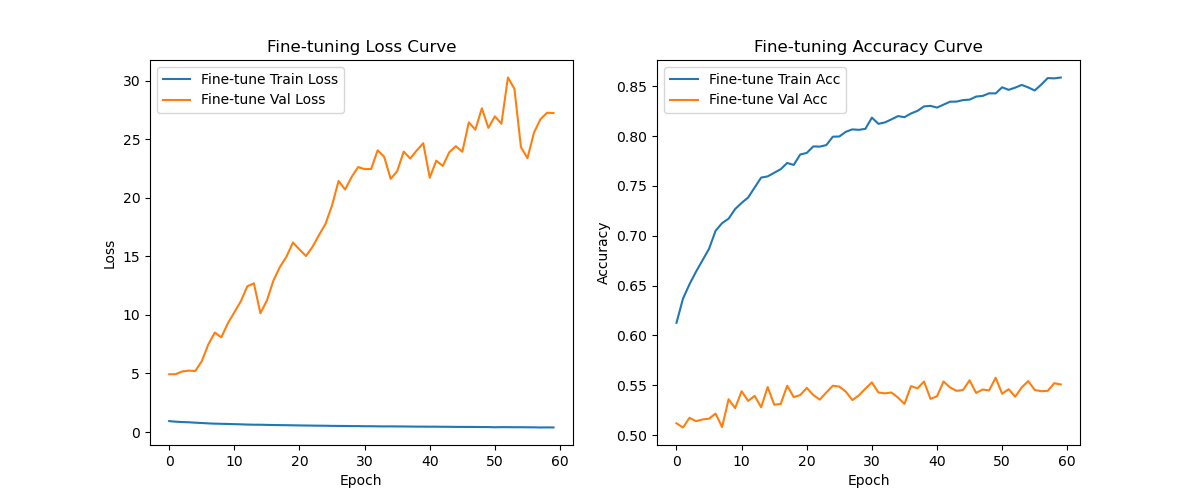 Fine-tuning Loss Curve
Fine-tune Train Loss
Fine-tune Val Loss
30
25
20
15
10
5
0
Loss
0 10 20 30 40 50 60
Epoch
Fine-tuning Accuracy Curve
Fine-tune Train Acc
Fine-tune Val Acc
0.85
0.80
0.75
0.70
0.65
0.60
0.55
0.50
Accuracy
0 10 20 30 40 50 60
Epoch